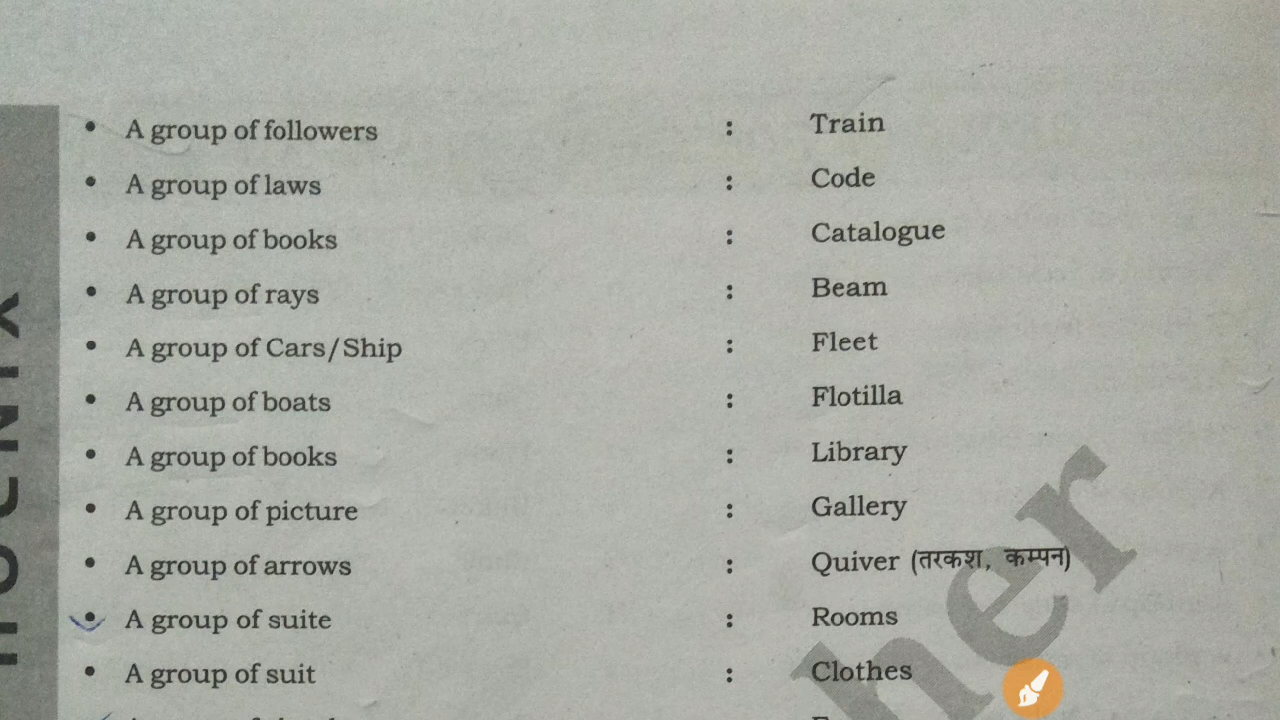 • A group of followers : Train
• A group of laws : Code
• A group of books : Catalogue
• A group of rays : Beam
• A group of Cars/Ship : Fleet
• A group of boats : Flotilla
• A group of books : Library
• A group of picture : Gallery
• A group of arrows : Quiver (तरकश, कम्पन)
• A group of suite : Rooms
• A group of suit : Clothes
her